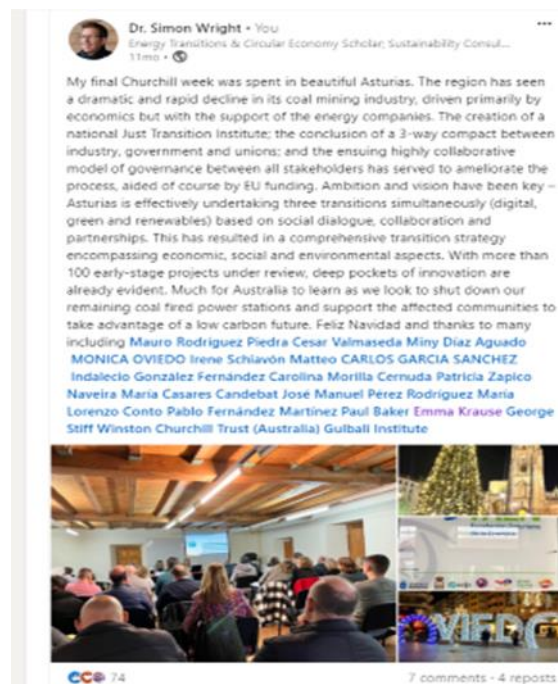 Dr. Simon Wright • You
Energy Transitions & Circular Economy Scholar; Sustainability Consul...
11mo •
My final Churchill week was spent in beautiful Asturias. The region has seen
a dramatic and rapid decline in its coal mining industry, driven primarily by
economics but with the support of the energy companies. The creation of a
national Just Transition Institute; the conclusion of a 3-way compact between
industry, government and unions; and the ensuing highly collaborative
model of governance between all stakeholders has served to ameliorate the
process, aided of course by EU funding. Ambition and vision have been key –
Asturias is effectively undertaking three transitions simultaneously (digital,
green and renewables) based on social dialogue, collaboration and
partnerships. This has resulted in a comprehensive transition strategy
encompassing economic, social and environmental aspects. With more than
100 early-stage projects under review, deep pockets of innovation are
already evident. Much for Australia to learn as we look to shut down our
remaining coal fired power stations and support the affected communities to
take advantage of a low carbon future. Feliz Navidad and thanks to many
including Mauro Rodríguez Piedra Cesar Valmaseda Miny Díaz Aguado
MONICA OVIEDO Irene Schiavón Matteo CARLOS GARCIA SANCHEZ
Indalecio González Fernández Carolina Morilla Cernuda Patricia Zapico
Naveira María Casares Candebat José Manuel Pérez Rodríguez María
Lorenzo Conto Pablo Fernández Martínez Paul Baker Emma Krause George
Stiff Winston Churchill Trust (Australia) Gulbali Institute
OVIEDO
74
7 comments · 4 reposts